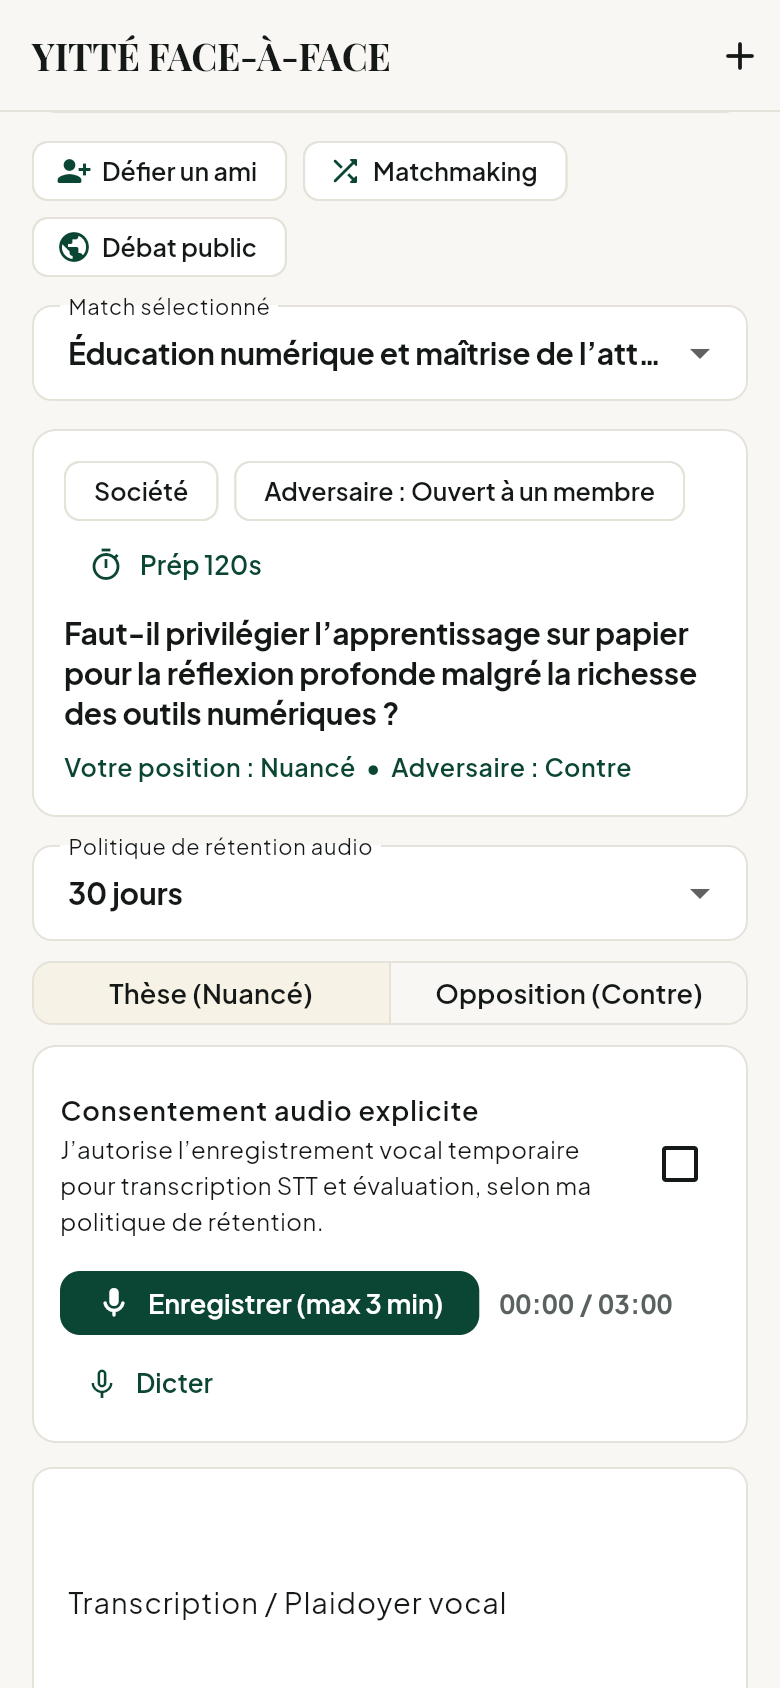 YITTÉ FACE-À-FACE
Défier un ami
Matchmaking
Débat public
Match sélectionné
Éducation numérique et maîtrise de l’att…
Société
Adversaire : Ouvert à un membre
Prép 120s
Faut-il privilégier l’apprentissage sur papier
pour la réflexion profonde malgré la richesse
des outils numériques ?
Votre position : Nuancé • Adversaire : Contre
Politique de rétention audio
30 jours
Thèse (Nuancé)
Opposition (Contre)
Consentement audio explicite
J’autorise l’enregistrement vocal temporaire
pour transcription STT et évaluation, selon ma
politique de rétention.
Enregistrer (max 3 min)
00:00 / 03:00
Dicter
Transcription / Plaidoyer vocal